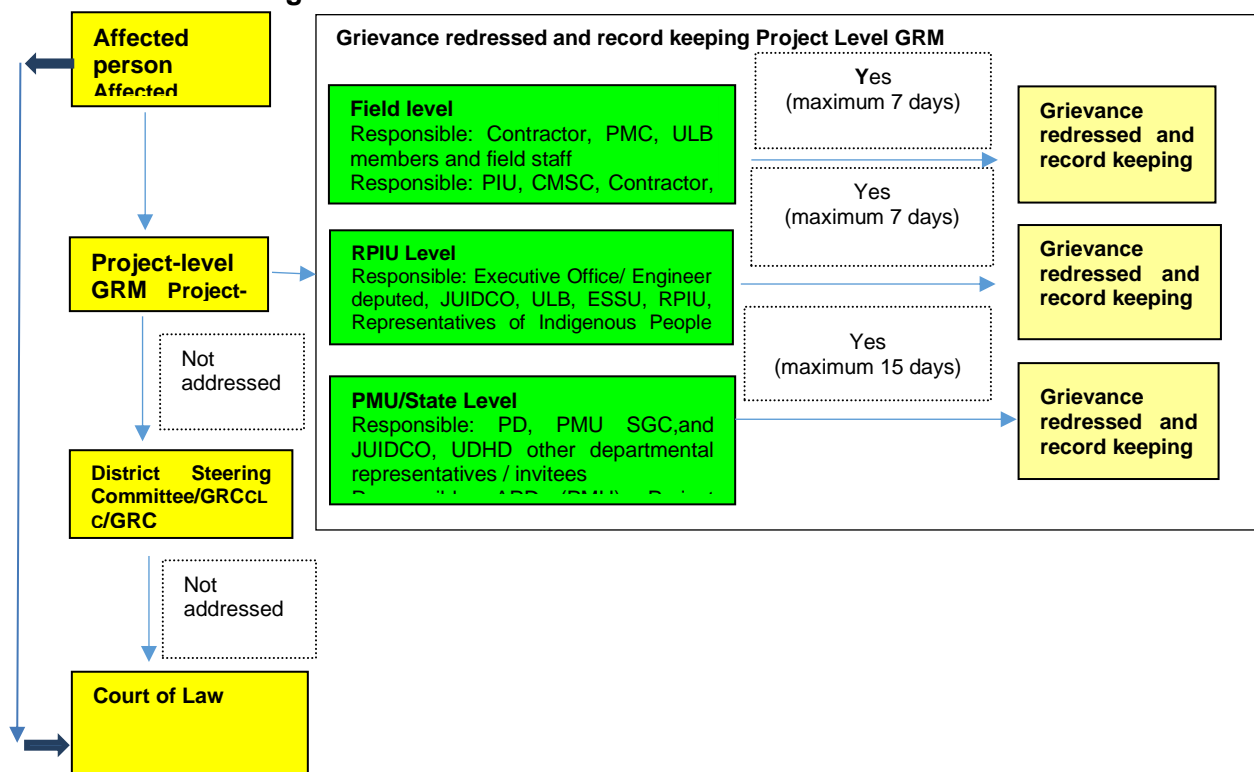 Affected
person
Affected
Grievance redressed and record keeping Project Level GRM
Field level
Responsible: Contractor, PMC, ULB
members and field staff
Responsible: PIU, CMSC, Contractor,
Yes
(maximum 7 days)
Grievance
redressed and
record keeping
Project-level
GRM Project-
RPIU Level
Responsible: Executive Office/ Engineer
deputed, JUIDCO, ULB, ESSU, RPIU,
Representatives of Indigenous People
Yes
(maximum 7 days)
Grievance
redressed and
record keeping
Not
addressed
PMU/State Level
Responsible: PD, PMU SGC,and
JUIDCO, UDHD other departmental
representatives / invitees
Yes
(maximum 15 days)
Grievance
redressed and
record keeping
District Steering
Committee/GRCCL
C/GRC
Not
addressed
Court of Law